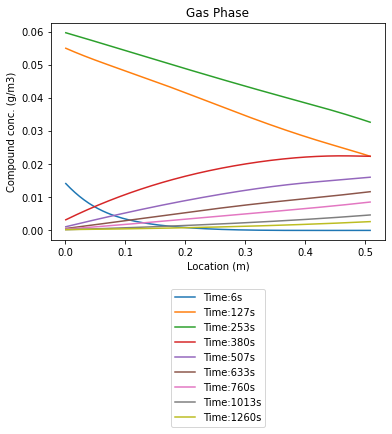 Gas Phase
Compound conc. (g/m3)
0.06
0.05
0.04
0.03
0.02
0.01
0.00
0.0 0.1 0.2 0.3 0.4 0.5
Location (m)
Time:6s
Time:127s
Time:253s
Time:380s
Time:507s
Time:633s
Time:760s
Time:1013s
Time:1260s